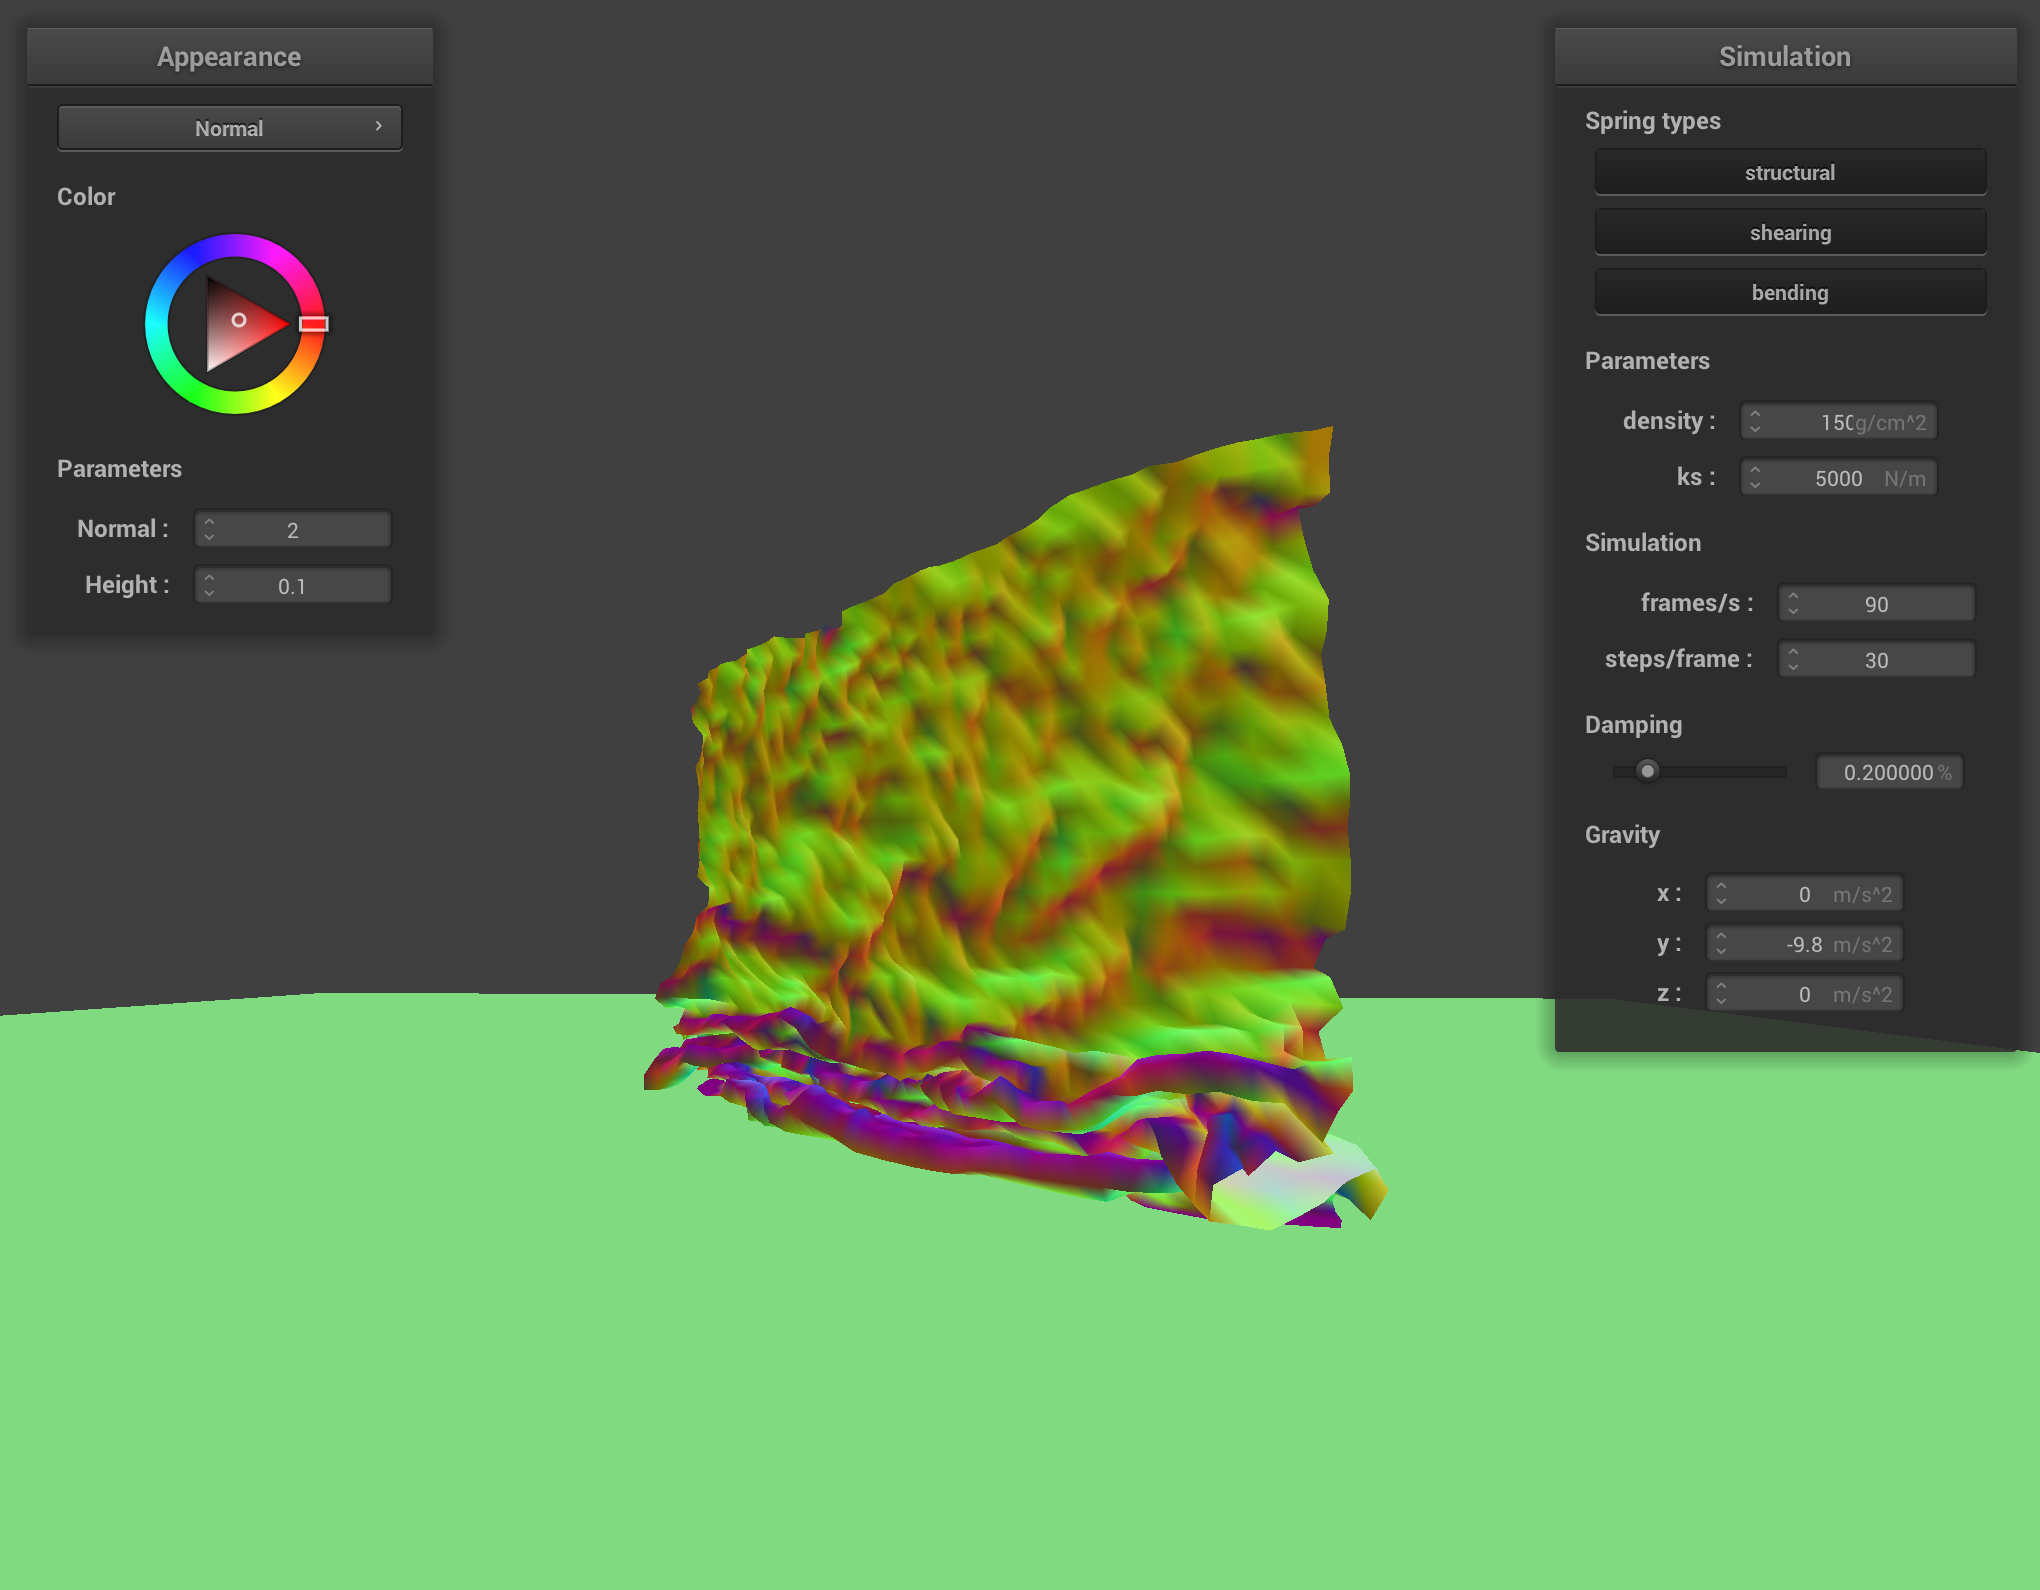 Appearance
Normal
Color
Parameters
Normal : 2
Height : 0.1
Simulation
Spring types
structural
shearing
bending
Parameters
density : 150 g/cm^2
ks : 5000 N/m
Simulation
frames/s : 90
steps/frame : 30
Damping
0.200000 %
Gravity
x : 0 m/s^2
y : -9.8 m/s^2
z : 0 m/s^2